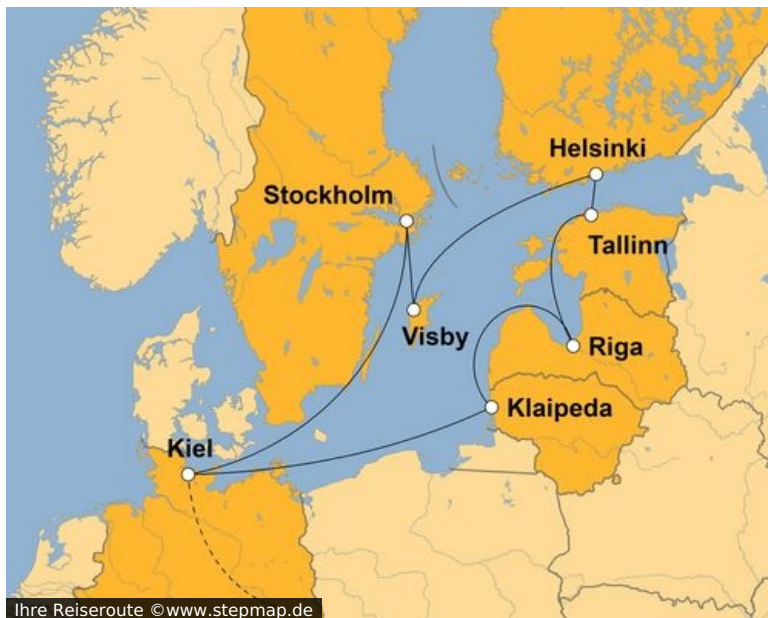 Helsinki
Stockholm
Tallinn
Visby
Riga
Klaipeda
Kiel
Ihre Reiseroute ©www.stepmap.de